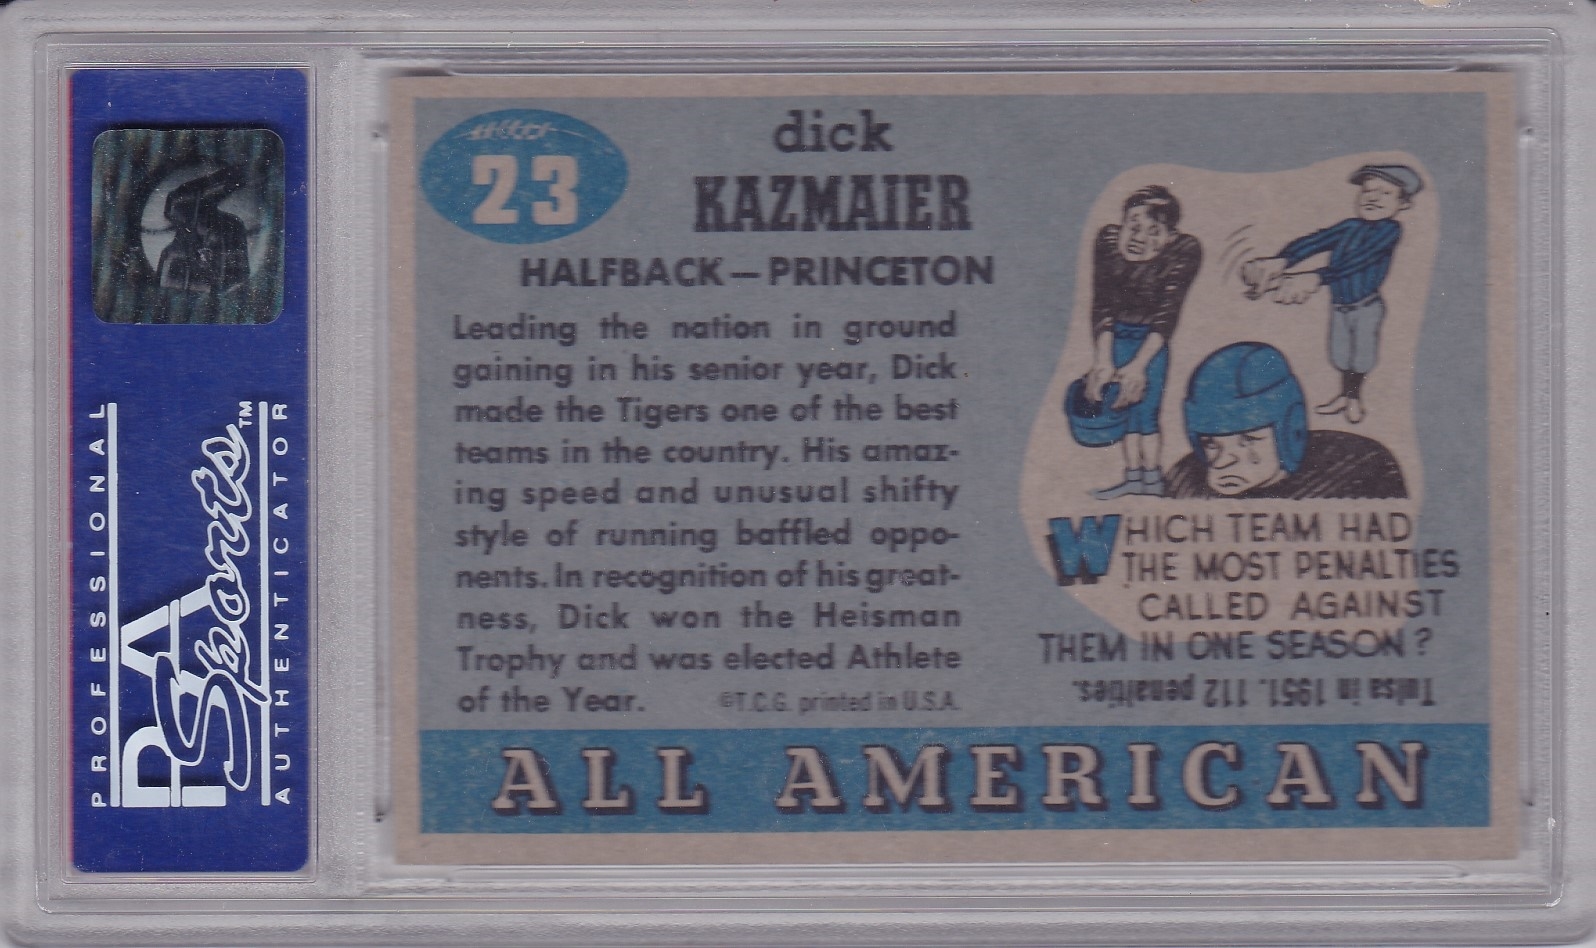 PROFESSIONAL
PSA
Sports™
AUTHENTICATOR
23
dick
KAZMAIER
HALFBACK—PRINCETON
Leading the nation in ground
gaining in his senior year, Dick
made the Tigers one of the best
teams in the country. His amaz-
ing speed and unusual shifty
style of running baffled oppo-
nents. In recognition of his great-
ness, Dick won the Heisman
Trophy and was elected Athlete
of the Year.
©T.C.G. printed in U.S.A.
WHICH TEAM HAD
THE MOST PENALTIES
CALLED AGAINST
THEM IN ONE SEASON?
Tulsa in 1951. 112 penalties.
ALL AMERICAN